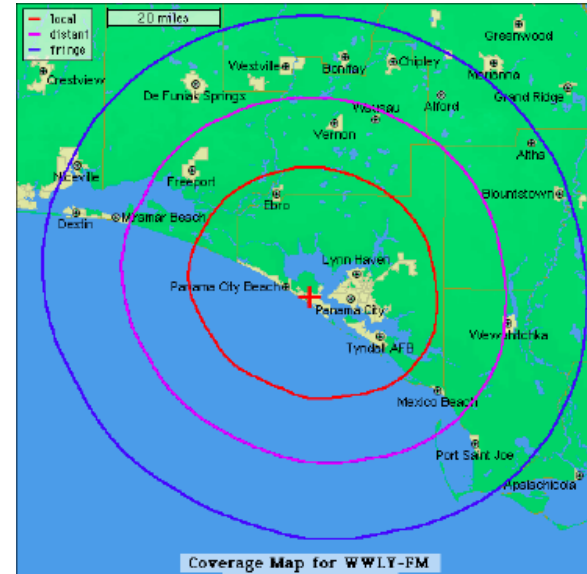 local
distant
fringe
20 miles
Greenwood
Crestview
Westville
Bonifay
Chipley
Marianna
De Funiak Springs
Grand Ridge
Wausau
Alford
Vernon
Altha
Niceville
Freeport
Ebro
Blountstown
Destin
Miramar Beach
Lynn Haven
Panama City Beach
Panama City
Wewahitchka
Tyndall AFB
Mexico Beach
Port Saint Joe
Apalachicola
Coverage Map for WWLY-FM